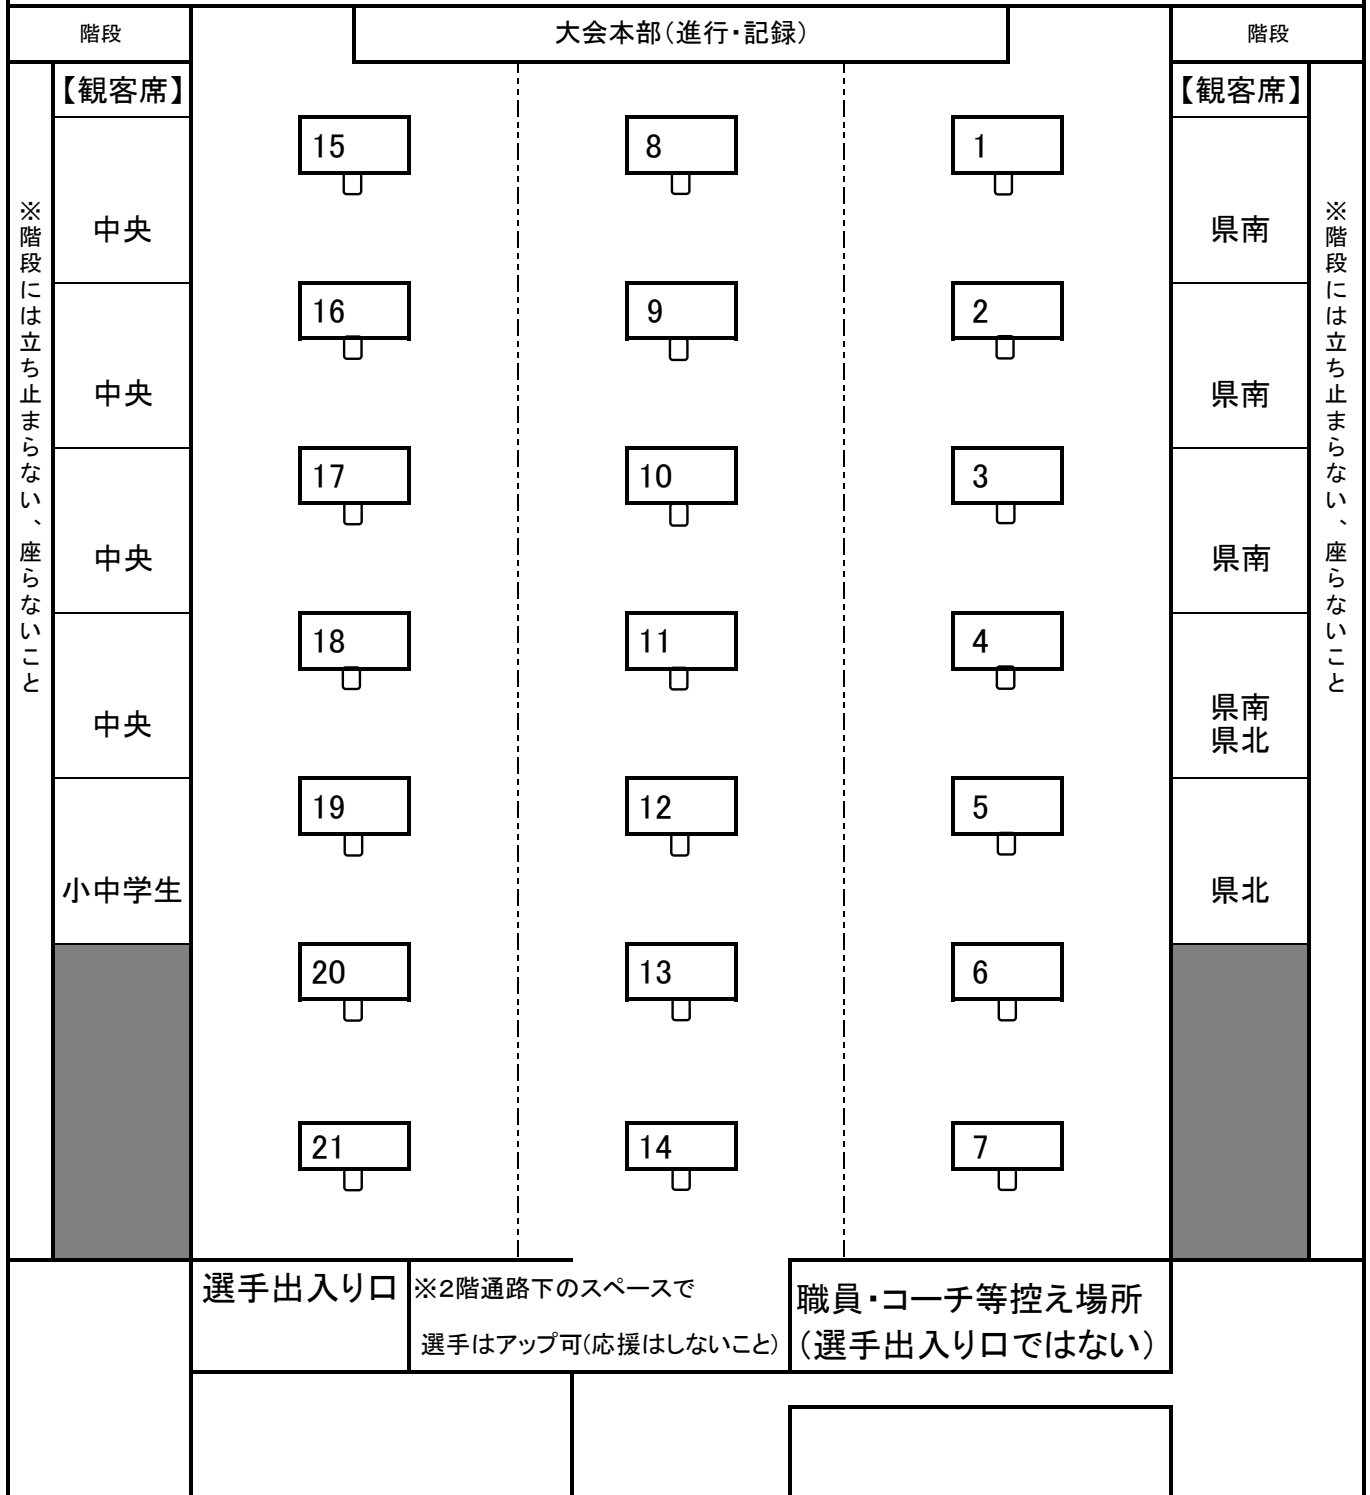 階段
大会本部(進行・記録)
階段
【観客席】
【観客席】
15
8
1
中央
県南
16
9
2
中央
県南
17
10
3
中央
県南
18
11
4
中央
県南
県北
19
12
5
小中学生
県北
20
13
6
21
14
7
※階段には立ち止まらない、座らないこと
※階段には立ち止まらない、座らないこと
選手出入り口
※2階通路下のスペースで
選手はアップ可(応援はしないこと)
職員・コーチ等控え場所
(選手出入り口ではない)